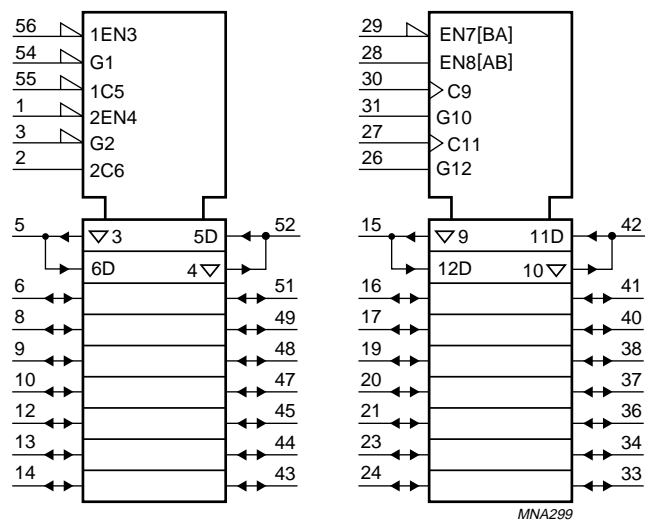 56 1EN3
54 G1
55 1C5
1 2EN4
3 G2
2 2C6
5 ▽3 5D 52
6D 4▽
6 51
8 49
9 48
10 47
12 45
13 44
14 43
29 EN7[BA]
28 EN8[AB]
30 C9
31 G10
27 C11
26 G12
15 ▽9 11D 42
12D 10▽
16 41
17 40
19 38
20 37
21 36
23 34
24 33
MNA299